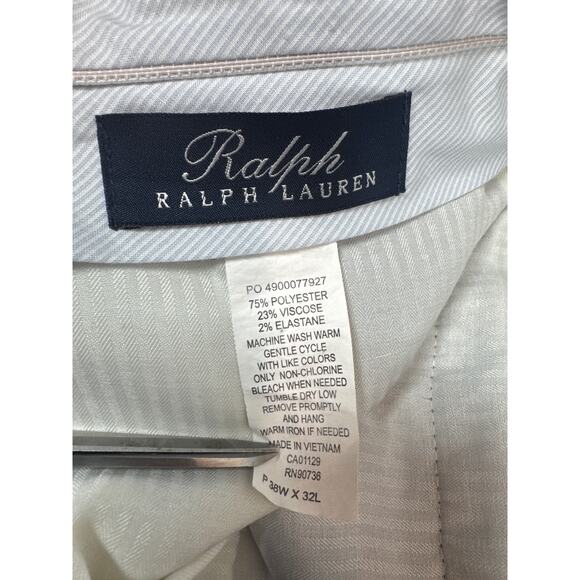 Ralph
RALPH LAUREN
PO 4900077927
75% POLYESTER
23% VISCOSE
2% ELASTANE
MACHINE WASH WARM
GENTLE CYCLE
WITH LIKE COLORS
ONLY NON-CHLORINE
BLEACH WHEN NEEDED
TUMBLE DRY LOW
REMOVE PROMPTLY
AND HANG
WARM IRON IF NEEDED
MADE IN VIETNAM
CA01129
RN90736
P 38W X 32L